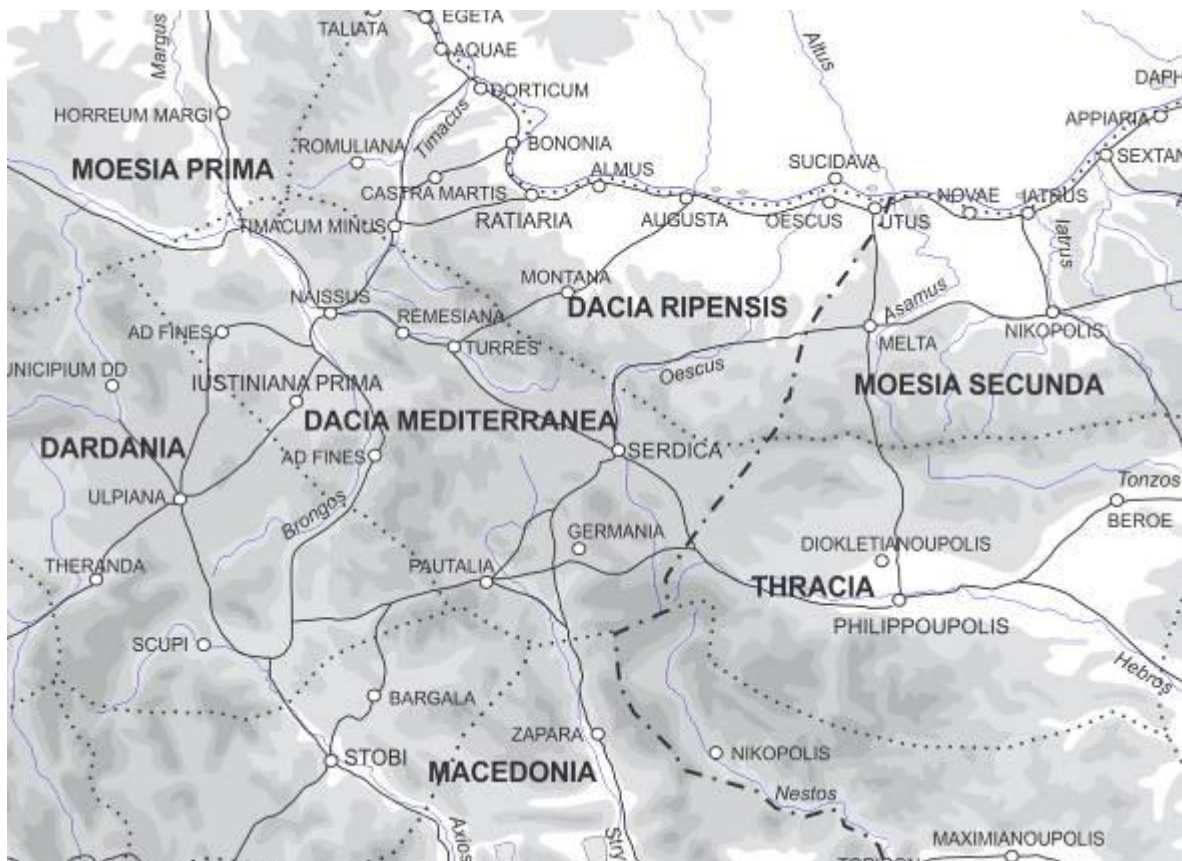 EGETA
TALIATA
AQUAE
Margus
Altus
DORTICUM
DAPH
HORREUM MARGI
Timacus
APPIARIA
ROMULIANA
BONONIA
MOESIA PRIMA
SUCIDAVA
SEXTAN
ALMUS
CASTRA MARTIS
NOVAE
IATRUS
RATIARIA
AUGUSTA
OESCUS
UTUS
TIMACUM MINUS
Iatrus
MONTANA
NAISSUS
DACIA RIPENSIS
Asamus
REMESIANA
AD FINES
NIKOPOLIS
TURRES
MELTA
UNICIPIUM DD
Oescus
IUSTINIANA PRIMA
MOESIA SECUNDA
DACIA MEDITERRANEA
DARDANIA
SERDICA
AD FINES
Tonzos
ULPIANA
Brongos
BEROE
GERMANIA
DIOKLETIANOUPOLIS
THERANDA
PAUTALIA
THRACIA
PHILIPPOUPOLIS
SCUPI
Hebros
BARGALA
ZAPARA
NIKOPOLIS
STOBI
MACEDONIA
Nestos
Axios
Stry
MAXIMIANOUPOLIS